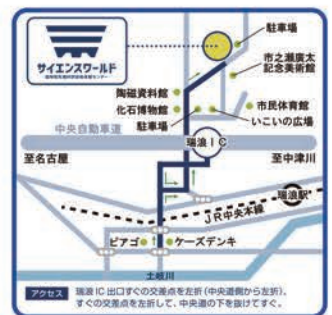 サイエンスワールド
駐車場
市之瀬廣太
記念美術館
陶磁資料館
化石博物館
駐車場
市民体育館
いこいの広場
中央自動車道
瑞浪IC
至名古屋
至中津川
瑞浪駅
JR中央本線
ピアゴ
ケーズデンキ
土岐川
アクセス
瑞浪IC出口すぐの交差点を左折(中央道側から左折)、
すぐの交差点を左折して、中央道の下を抜けてすぐ。